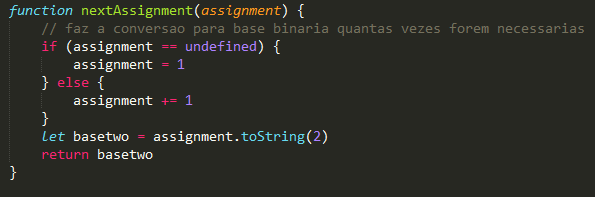 function nextAssignment(assignment) {
    // faz a conversao para base binaria quantas vezes forem necessarias
    if (assignment == undefined) {
        assignment = 1
    } else {
        assignment += 1
    }
    let basetwo = assignment.toString(2)
    return basetwo
}